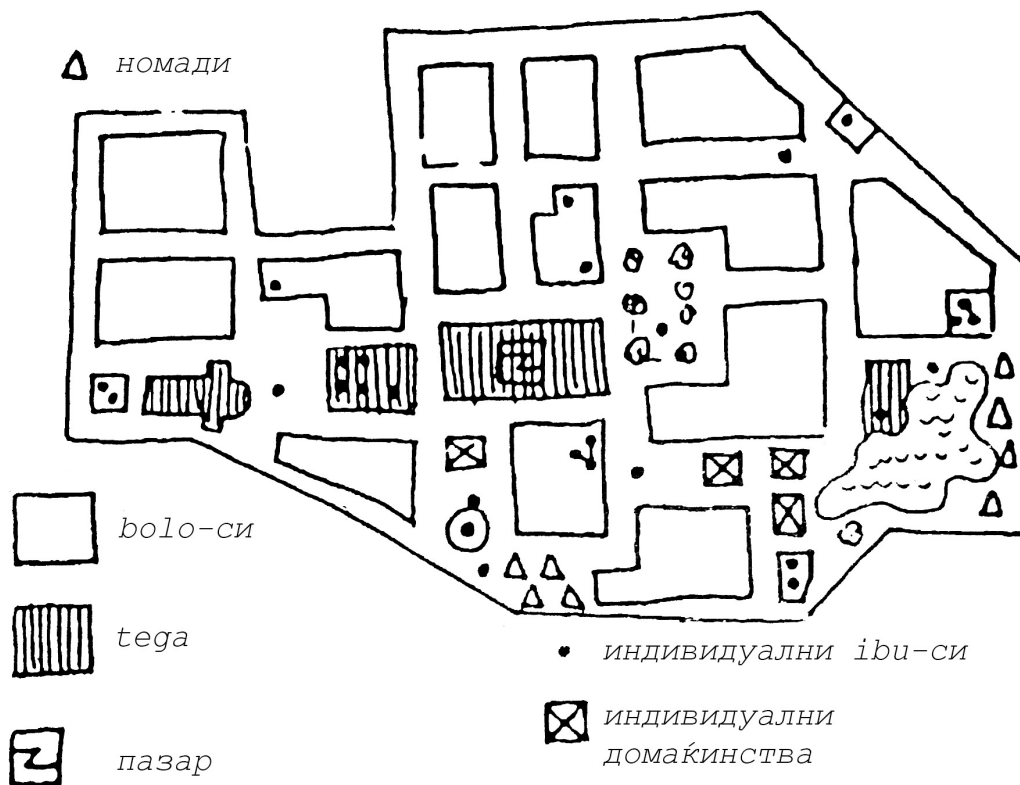 номади
bolo-си
tega
пазар
индивидуални ibu-си
индивидуални
домаќинства